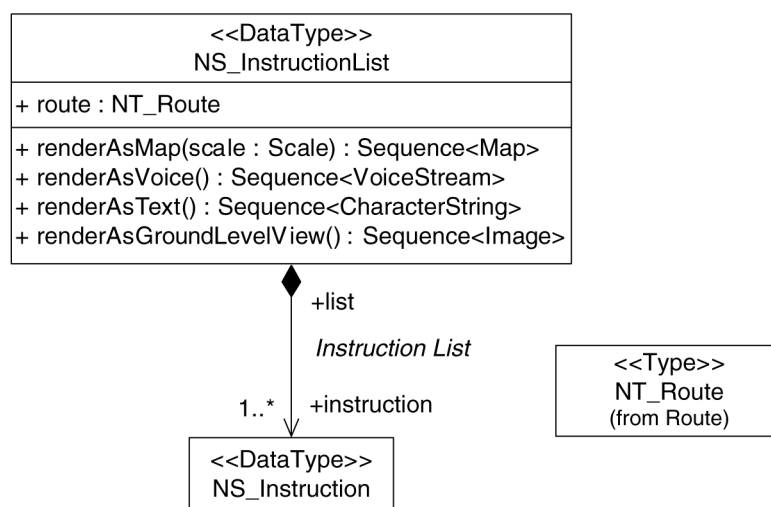 <<DataType>>
NS_InstructionList
+ route : NT_Route
+ renderAsMap(scale : Scale) : Sequence<Map>
+ renderAsVoice() : Sequence<VoiceStream>
+ renderAsText() : Sequence<CharacterString>
+ renderAsGroundLevelView() : Sequence<Image>
+list
Instruction List
1..* +instruction
<<DataType>>
NS_Instruction
<<Type>>
NT_Route
(from Route)